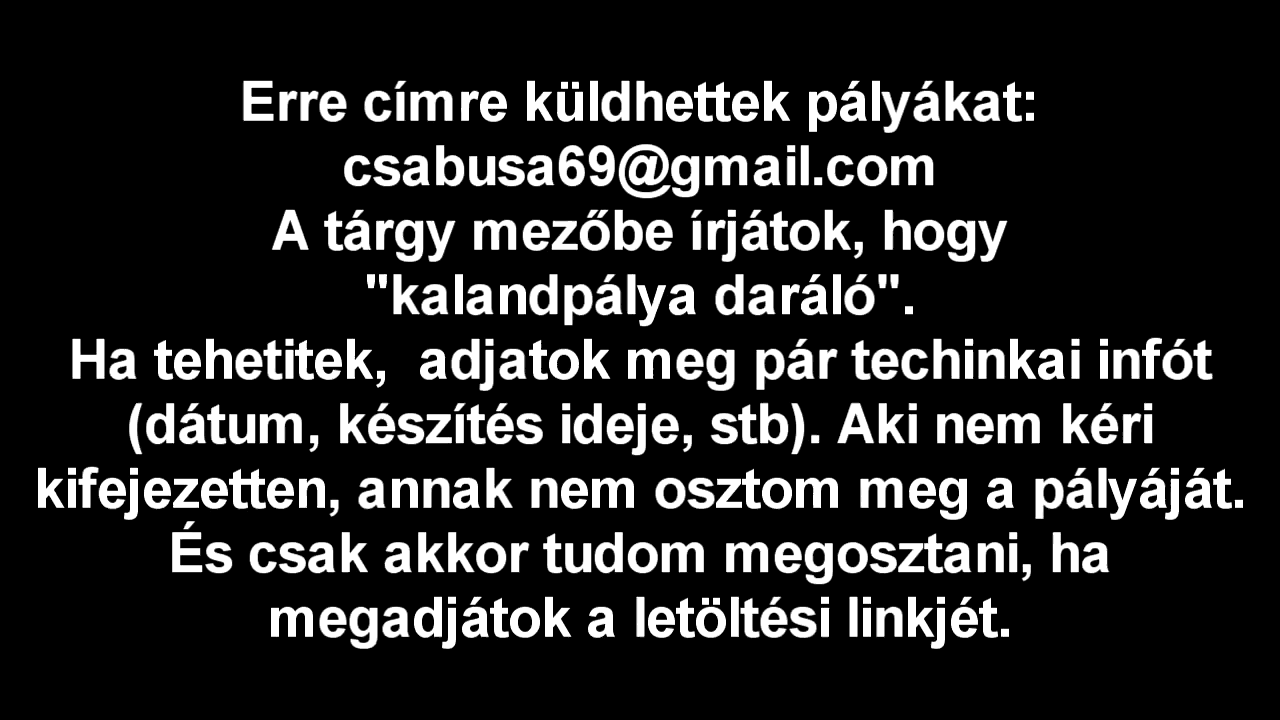 Erre címre küldhettek pályákat:
csabusa69@gmail.com
A tárgy mezőbe írjátok, hogy
"kalandpálya daráló".
Ha tehetitek,  adjatok meg pár techinkai infót
(dátum, készítés ideje, stb). Aki nem kéri
kifejezetten, annak nem osztom meg a pályáját.
És csak akkor tudom megosztani, ha
megadjátok a letöltési linkjét.